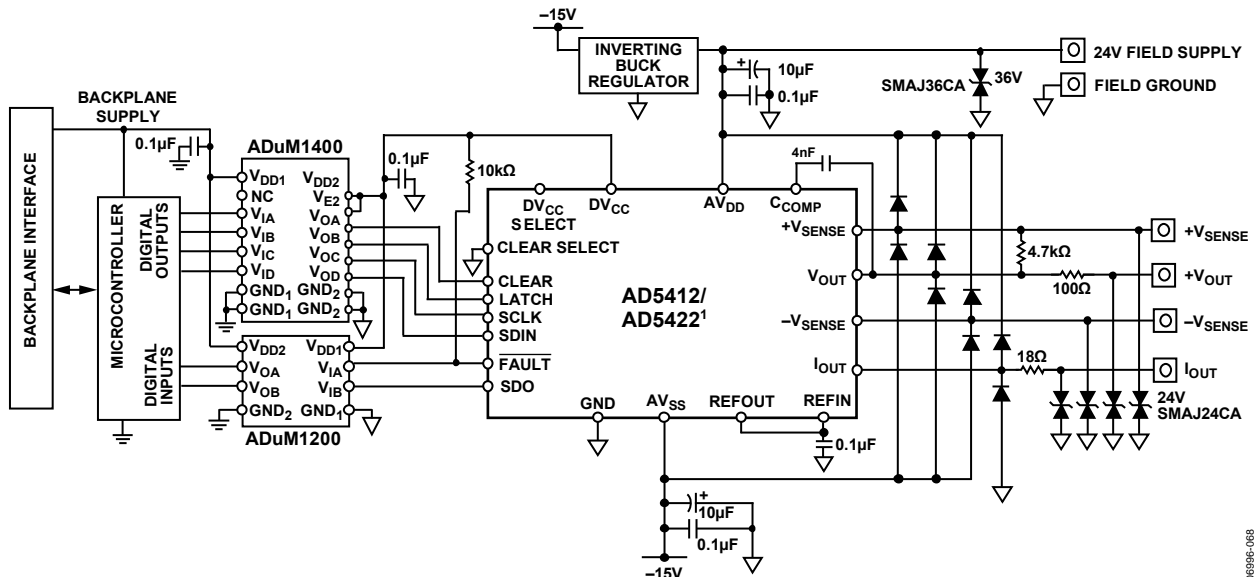 –15V
INVERTING
BUCK
REGULATOR
10µF
+
0.1µF
SMAJ36CA
36V
24V FIELD SUPPLY
FIELD GROUND
BACKPLANE
SUPPLY
0.1µF
BACKPLANE INTERFACE
MICROCONTROLLER
DIGITAL
OUTPUTS
DIGITAL
INPUTS
ADuM1400
VDD1
NC
VIA
VIB
VIC
VID
GND1
GND1
VDD2
VE2
VOA
VOB
VOC
VOD
GND2
GND2
VDD2
VOA
VOB
GND2
VDD1
VIA
VIB
GND1
ADuM1200
0.1µF
10kΩ
4nF
DVCC
SELECT
DVCC
AVDD
CCOMP
CLEAR SELECT
CLEAR
LATCH
SCLK
SDIN
FAULT
SDO
AD5412/
AD5422¹
+VSENSE
VOUT
–VSENSE
IOUT
GND
AVSS
REFOUT
REFIN
0.1µF
4.7kΩ
100Ω
18Ω
+VSENSE
+VOUT
–VSENSE
IOUT
24V
SMAJ24CA
+
10µF
0.1µF
–15V
06996-068